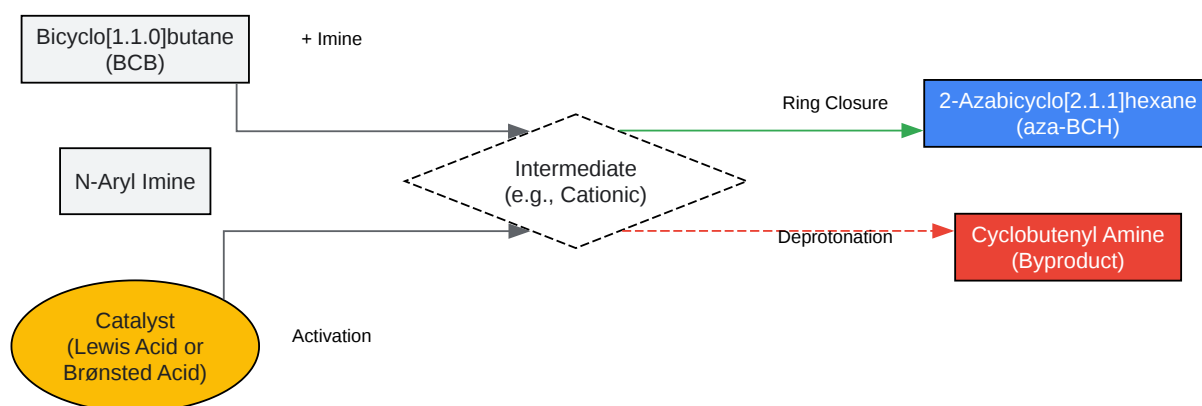 Bicyclo[1.1.0]butane
(BCB)
+ Imine
Ring Closure
2-Azabicyclo[2.1.1]hexane
(aza-BCH)
N-Aryl Imine
Intermediate
(e.g., Cationic)
Deprotonation
Cyclobutenyl Amine
(Byproduct)
Catalyst
(Lewis Acid or
Brønsted Acid)
Activation